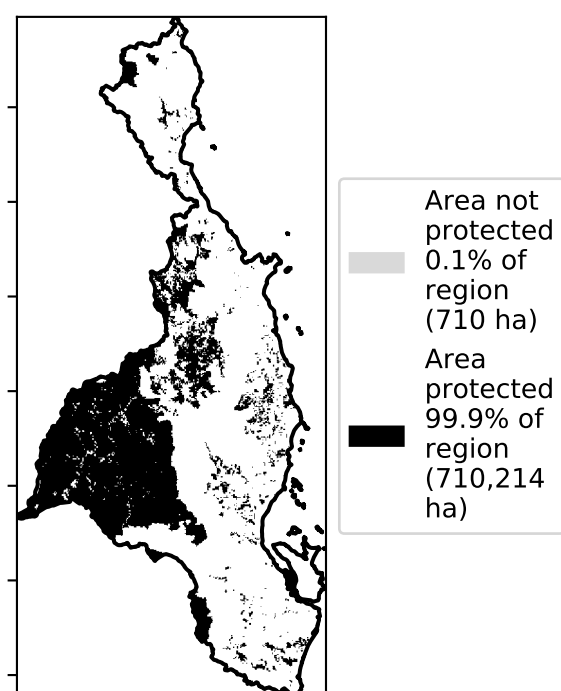 Area not
protected
0.1% of
region
(710 ha)
Area
protected
99.9% of
region
(710,214
ha)